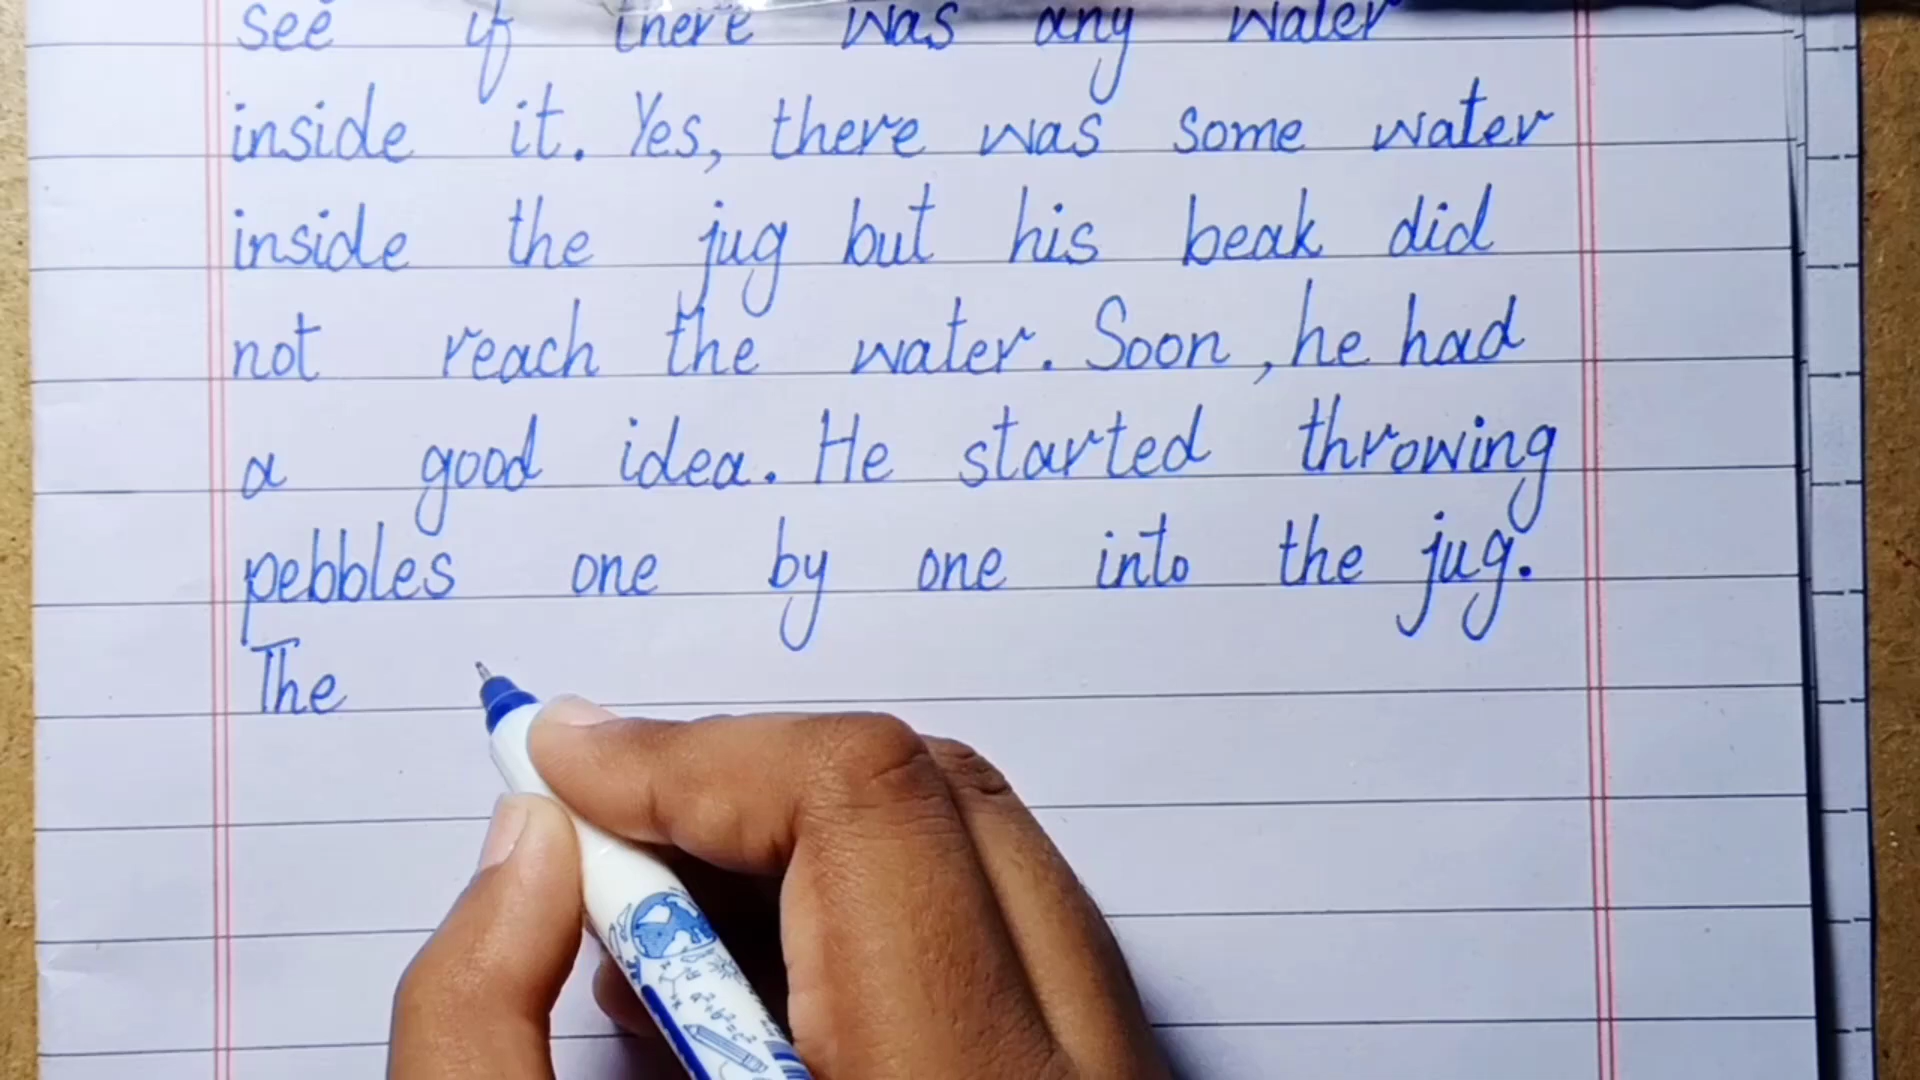 see if there was any water
inside it. Yes, there was some water
inside the jug but his beak did
not reach the water. Soon, he had
a good idea. He started throwing
pebbles one by one into the jug.
The